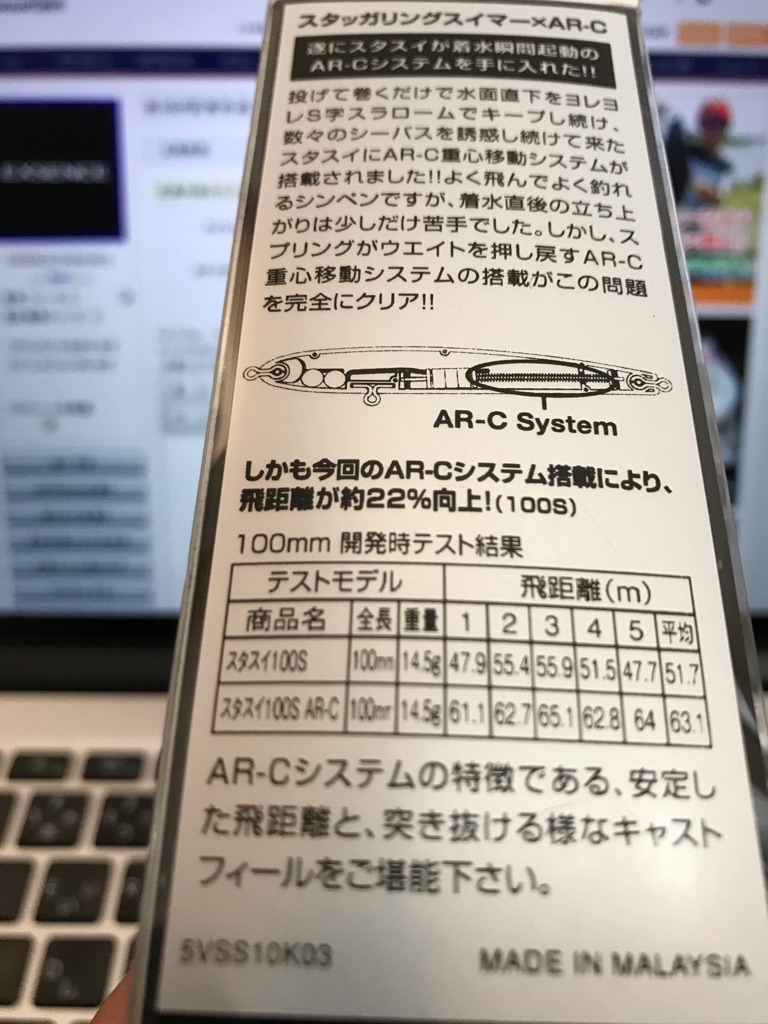 スタッガリングスイマー×AR-C
遂にスタスイが着水瞬間起動の
AR-Cシステムを手に入れた!!
投げて巻くだけで水面直下をヨレヨ
レS字スラロームでキープし続け、
数々のシーバスを誘惑し続けて来た
スタスイにAR-C重心移動システムが
搭載されました!!よく飛んでよく釣れ
るシンペンですが、着水直後の立ち上
がりは少しだけ苦手でした。しかし、ス
プリングがウエイトを押し戻すAR-C
重心移動システムの搭載がこの問題
を完全にクリア!!
AR-C System
しかも今回のAR-Cシステム搭載により、
飛距離が約22%向上!(100S)
100mm 開発時テスト結果
テストモデル 飛距離(m)
商品名 全長 重量 1 2 3 4 5 平均
スタスイ100S 100mm 14.5g 47.9 55.4 55.9 51.5 47.7 51.7
スタスイ100S AR-C 100mm 14.5g 61.1 62.7 65.1 62.8 64 63.1
AR-Cシステムの特徴である、安定し
た飛距離と、突き抜ける様なキャスト
フィールをご堪能下さい。
5VSS10K03 MADE IN MALAYSIA